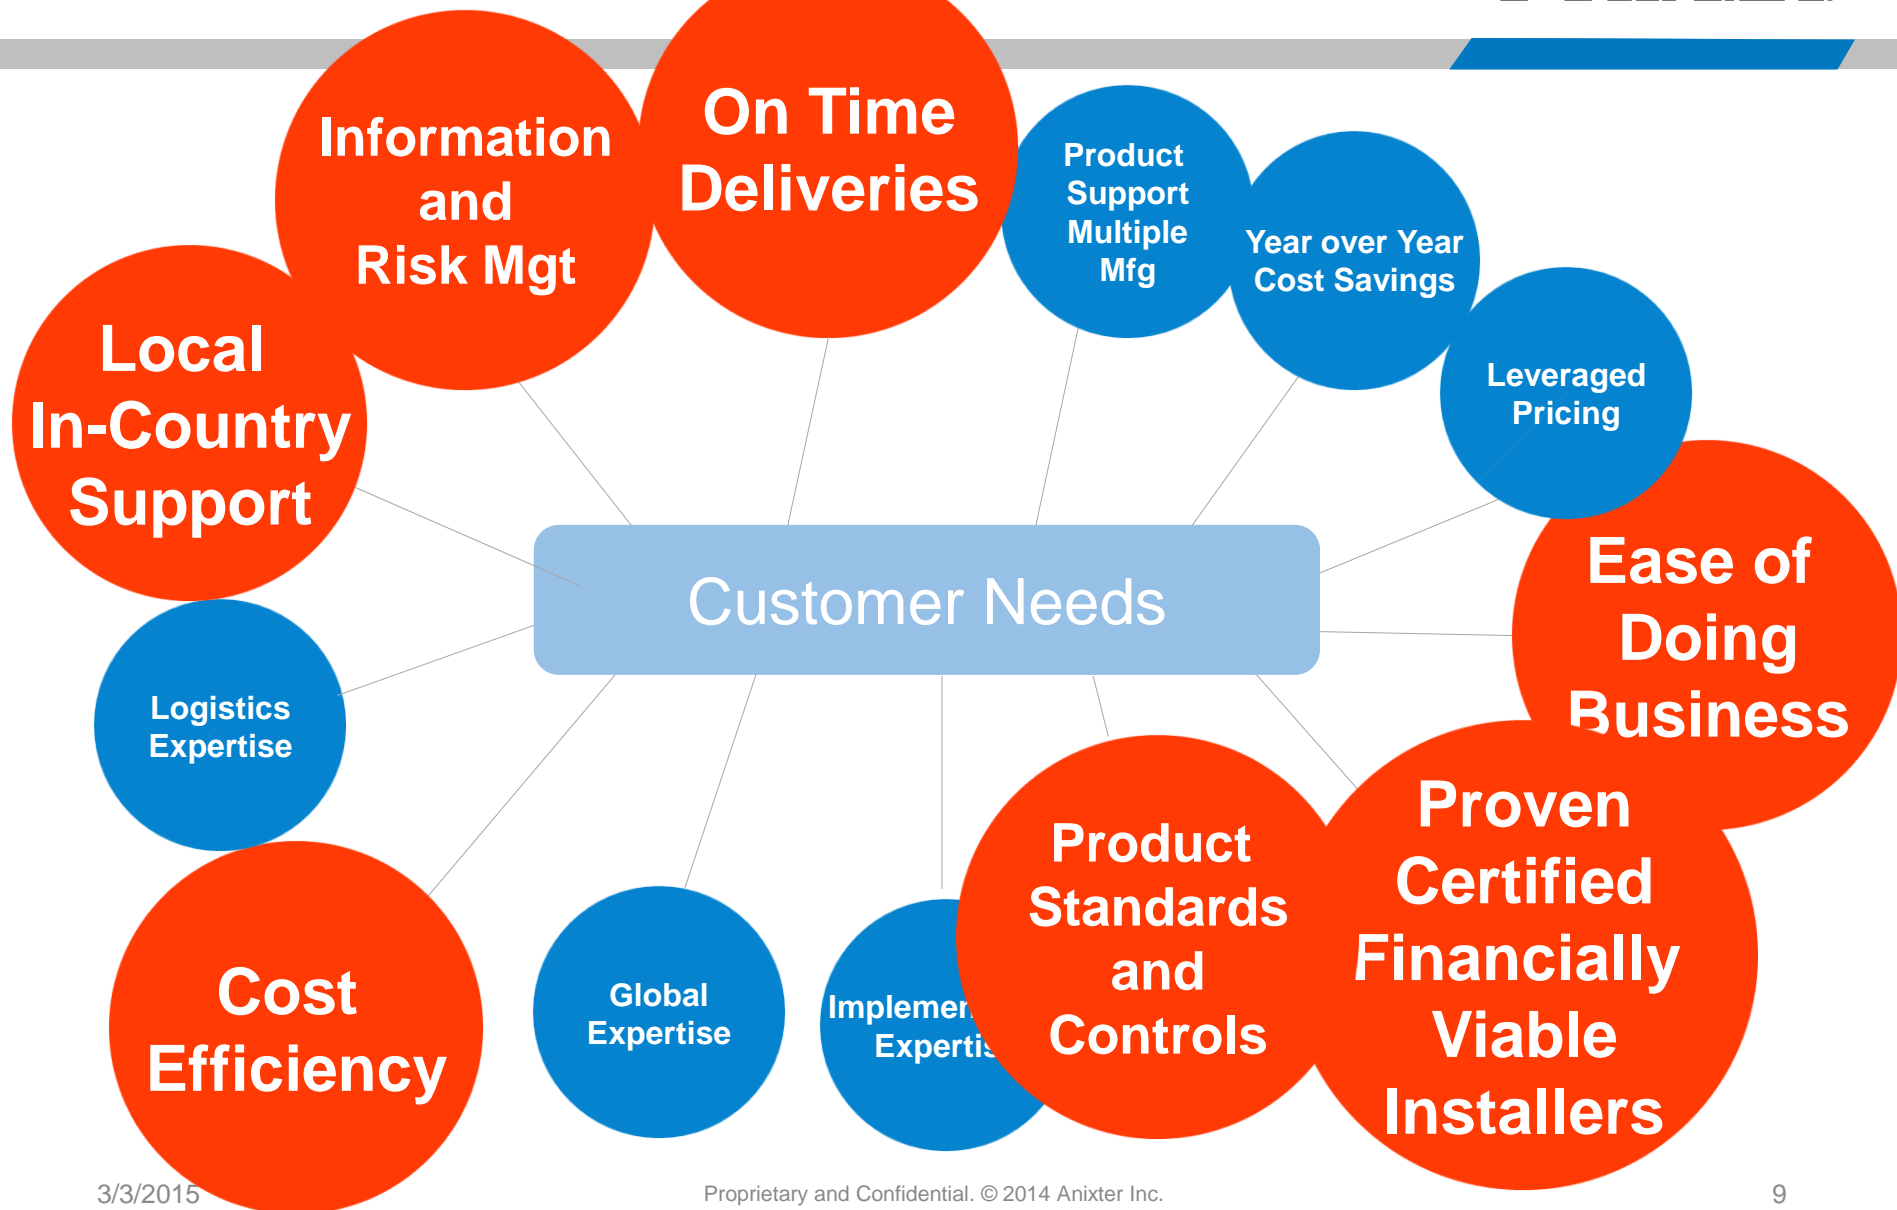 On Time
Deliveries
Information
and
Risk Mgt
Product
Support
Multiple
Mfg
Year over Year
Cost Savings
Local
In-Country
Support
Leveraged
Pricing
Customer Needs
Ease of
Doing
Business
Logistics
Expertise
Proven
Certified
Financially
Viable
Installers
Product
Standards
and
Controls
Cost
Efficiency
Global
Expertise
3/3/2015
Proprietary and Confidential. © 2014 Anixter Inc.
9